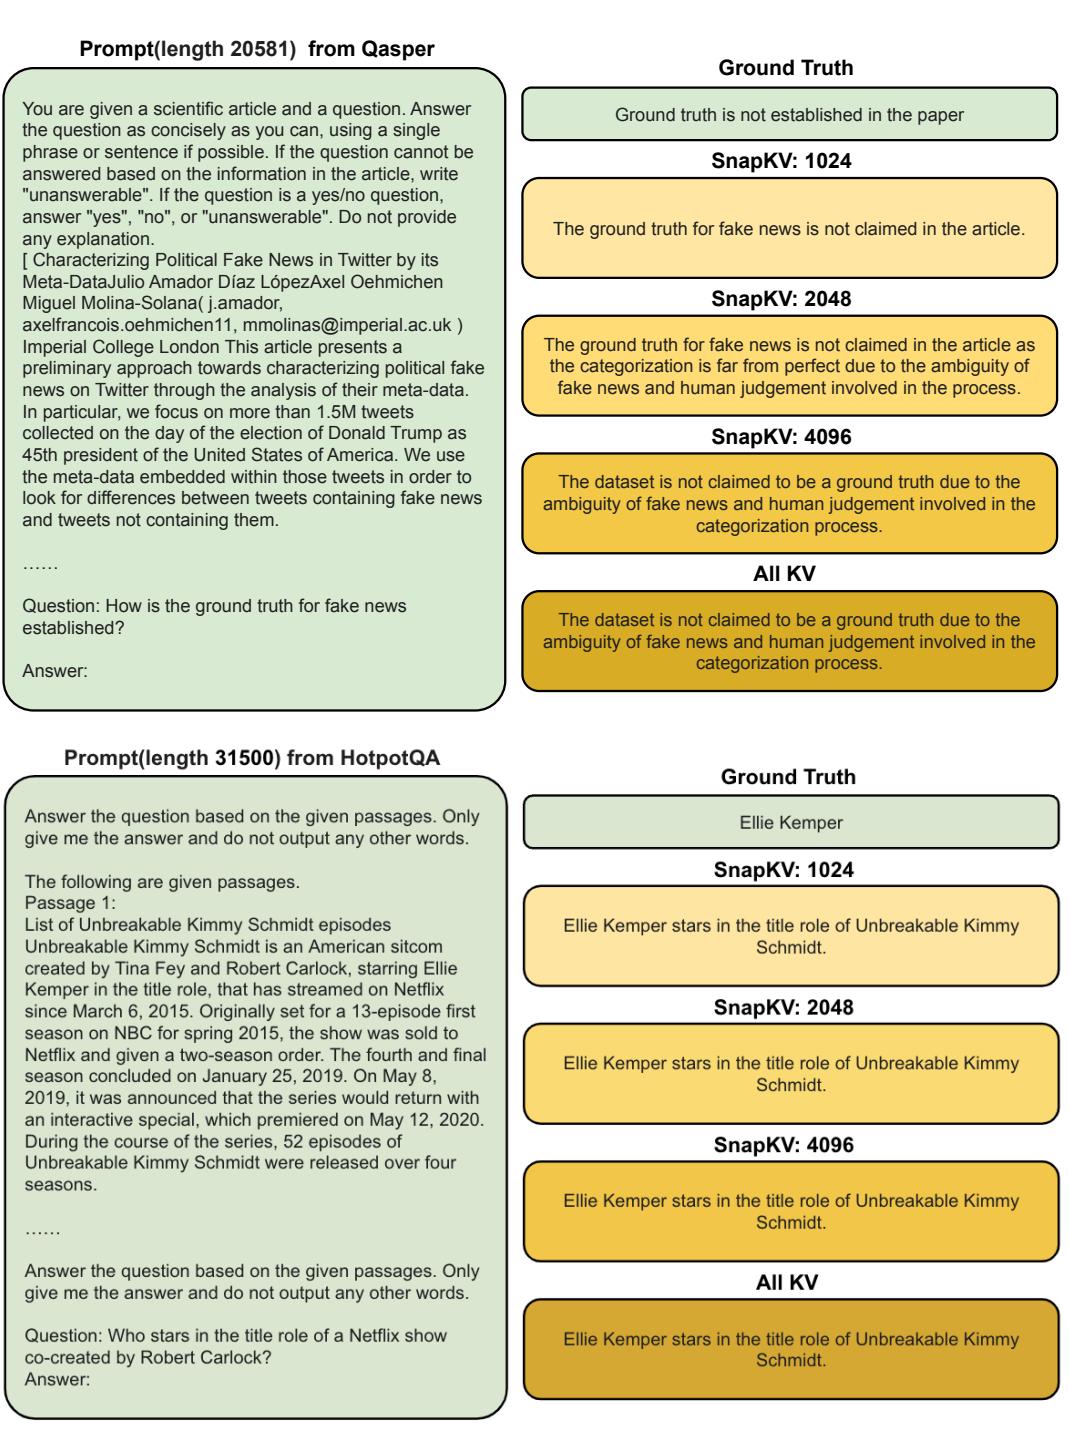 Prompt(length 20581)  from Qasper
You are given a scientific article and a question. Answer
the question as concisely as you can, using a single
phrase or sentence if possible. If the question cannot be
answered based on the information in the article, write
"unanswerable". If the question is a yes/no question,
answer "yes", "no", or "unanswerable". Do not provide
any explanation.
[ Characterizing Political Fake News in Twitter by its
Meta-DataJulio Amador Díaz LópezAxel Oehmichen
Miguel Molina-Solana( j.amador,
axelfrancois.oehmichen11, mmolinas@imperial.ac.uk )
Imperial College London This article presents a
preliminary approach towards characterizing political fake
news on Twitter through the analysis of their meta-data.
In particular, we focus on more than 1.5M tweets
collected on the day of the election of Donald Trump as
45th president of the United States of America. We use
the meta-data embedded within those tweets in order to
look for differences between tweets containing fake news
and tweets not containing them.
......
Question: How is the ground truth for fake news
established?
Answer:
Ground Truth
Ground truth is not established in the paper
SnapKV: 1024
The ground truth for fake news is not claimed in the article.
SnapKV: 2048
The ground truth for fake news is not claimed in the article as
the categorization is far from perfect due to the ambiguity of
fake news and human judgement involved in the process.
SnapKV: 4096
The dataset is not claimed to be a ground truth due to the
ambiguity of fake news and human judgement involved in the
categorization process.
All KV
The dataset is not claimed to be a ground truth due to the
ambiguity of fake news and human judgement involved in the
categorization process.
Prompt(length 31500) from HotpotQA
Answer the question based on the given passages. Only
give me the answer and do not output any other words.
The following are given passages.
Passage 1:
List of Unbreakable Kimmy Schmidt episodes
Unbreakable Kimmy Schmidt is an American sitcom
created by Tina Fey and Robert Carlock, starring Ellie
Kemper in the title role, that has streamed on Netflix
since March 6, 2015. Originally set for a 13-episode first
season on NBC for spring 2015, the show was sold to
Netflix and given a two-season order. The fourth and final
season concluded on January 25, 2019. On May 8,
2019, it was announced that the series would return with
an interactive special, which premiered on May 12, 2020.
During the course of the series, 52 episodes of
Unbreakable Kimmy Schmidt were released over four
seasons.
......
Answer the question based on the given passages. Only
give me the answer and do not output any other words.
Question: Who stars in the title role of a Netflix show
co-created by Robert Carlock?
Answer:
Ground Truth
Ellie Kemper
SnapKV: 1024
Ellie Kemper stars in the title role of Unbreakable Kimmy
Schmidt.
SnapKV: 2048
Ellie Kemper stars in the title role of Unbreakable Kimmy
Schmidt.
SnapKV: 4096
Ellie Kemper stars in the title role of Unbreakable Kimmy
Schmidt.
All KV
Ellie Kemper stars in the title role of Unbreakable Kimmy
Schmidt.